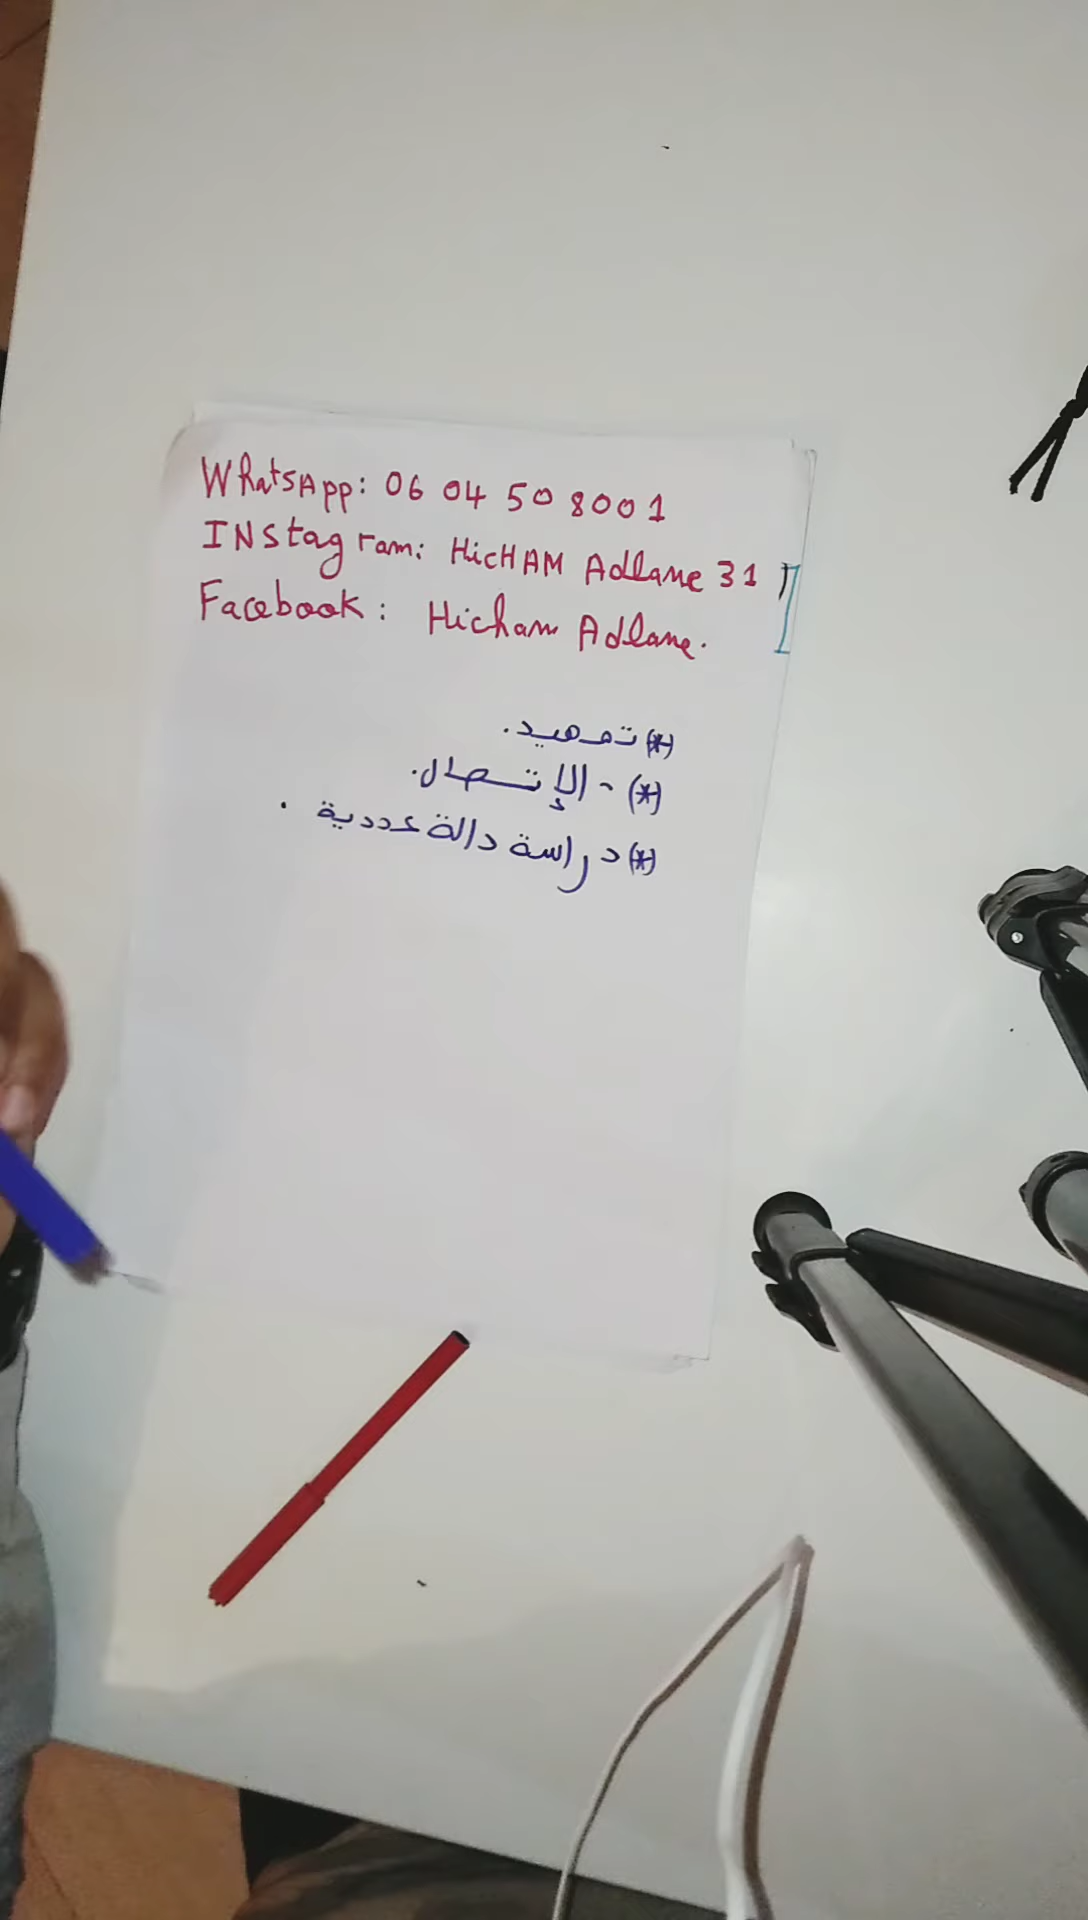 WhatsApp: 06 04 50 8001
INstagram: HicHAM Adlane 31
Facebook: Hicham Adlane.
(*) تمهيد.
(*) - الإتصال.
(*) دراسة دالة عددية.